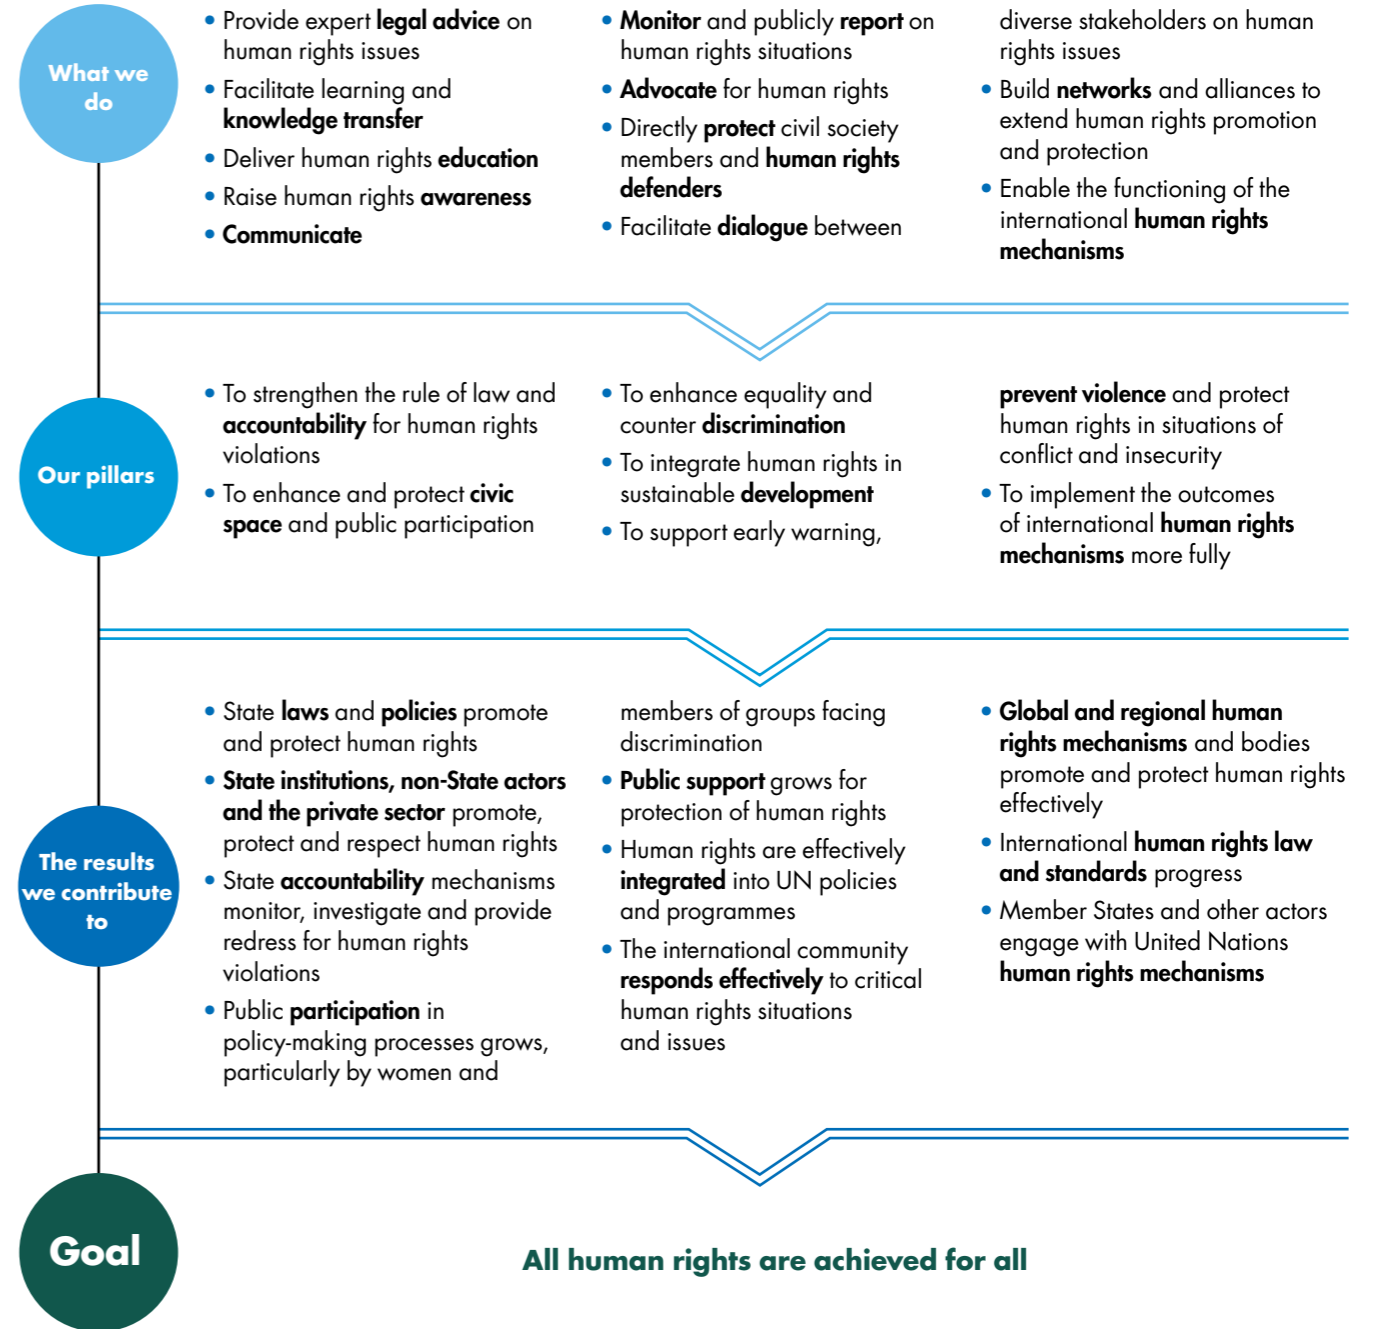 What we
do
• Provide expert legal advice on
human rights issues
• Facilitate learning and
knowledge transfer
• Deliver human rights education
• Raise human rights awareness
• Communicate
• Monitor and publicly report on
human rights situations
• Advocate for human rights
• Directly protect civil society
members and human rights
defenders
• Facilitate dialogue between
diverse stakeholders on human
rights issues
• Build networks and alliances to
extend human rights promotion
and protection
• Enable the functioning of the
international human rights
mechanisms
Our pillars
• To strengthen the rule of law and
accountability for human rights
violations
• To enhance and protect civic
space and public participation
• To enhance equality and
counter discrimination
• To integrate human rights in
sustainable development
• To support early warning,
prevent violence and protect
human rights in situations of
conflict and insecurity
• To implement the outcomes
of international human rights
mechanisms more fully
The results
we contribute
to
• State laws and policies promote
and protect human rights
• State institutions, non-State actors
and the private sector promote,
protect and respect human rights
• State accountability mechanisms
monitor, investigate and provide
redress for human rights
violations
• Public participation in
policy-making processes grows,
particularly by women and
members of groups facing
discrimination
• Public support grows for
protection of human rights
• Human rights are effectively
integrated into UN policies
and programmes
• The international community
responds effectively to critical
human rights situations
and issues
• Global and regional human
rights mechanisms and bodies
promote and protect human rights
effectively
• International human rights law
and standards progress
• Member States and other actors
engage with United Nations
human rights mechanisms
Goal
All human rights are achieved for all